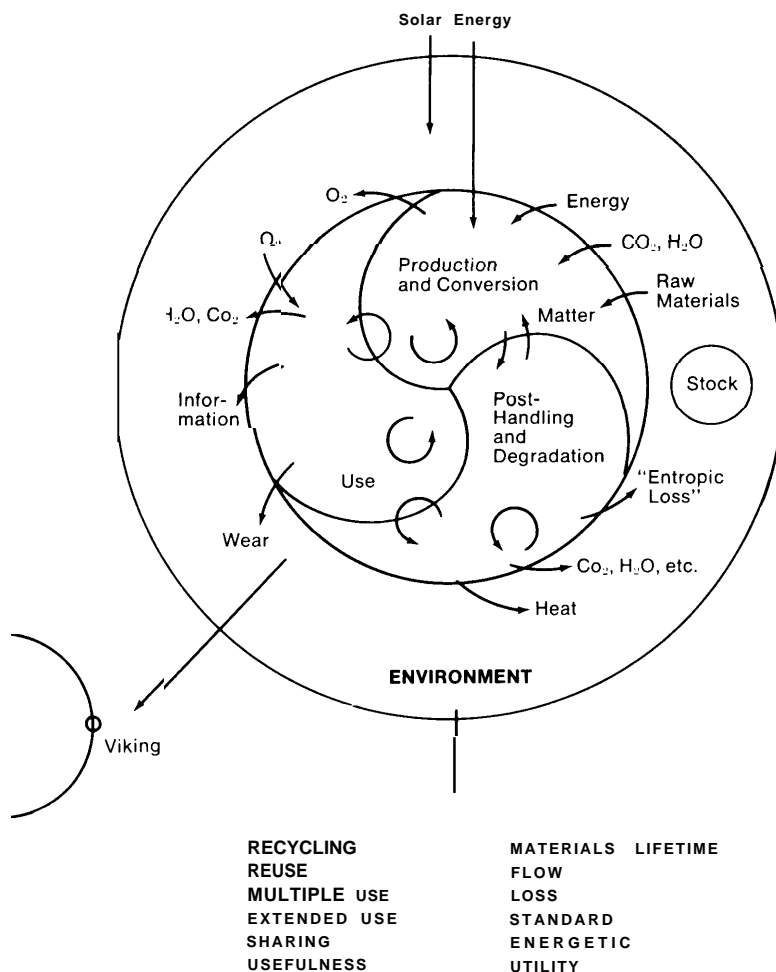 Solar Energy
O₂
Energy
CO₂, H₂O
Production
and Conversion
Raw
Materials
Matter
H₂O, Co₂
Stock
Infor-
mation
Post-
Handling
and
Degradation
Use
"Entropic
Loss"
Wear
Co₂, H₂O, etc.
Heat
ENVIRONMENT
Viking
RECYCLING
REUSE
MULTIPLE USE
EXTENDED USE
SHARING
USEFULNESS
MATERIALS LIFETIME
FLOW
LOSS
STANDARD
ENERGETIC
UTILITY